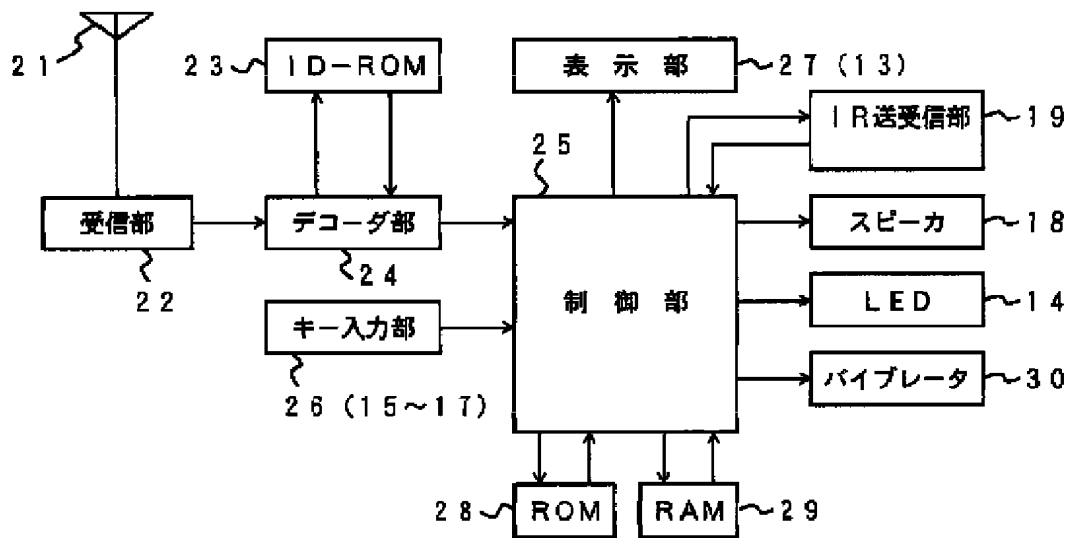 21
23
ID-ROM
表示部
27(13)
IR送受信部
19
25
受信部
デコーダ部
スピーカ
18
22
24
制御部
LED
14
キー入力部
バイブレータ
30
26(15~17)
28
ROM
RAM
29